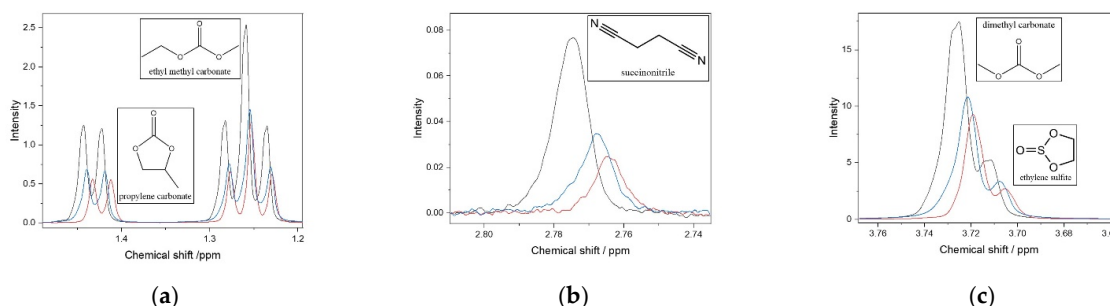 O
O
O
ethyl methyl carbonate
O
O
O
propylene carbonate
Intensity
2.5
2.0
1.5
1.0
0.5
0.0
1.4
1.3
1.2
Chemical shift /ppm
(a)
N
N
succinonitrile
Intensity
0.08
0.06
0.04
0.02
0.00
2.80
2.78
2.76
2.74
Chemical shift /ppm
(b)
dimethyl carbonate
O
O
O
O
O=S
O
ethylene sulfite
Intensity
15
10
5
0
3.76
3.74
3.72
3.70
3.68
Chemical shift /ppm
(c)